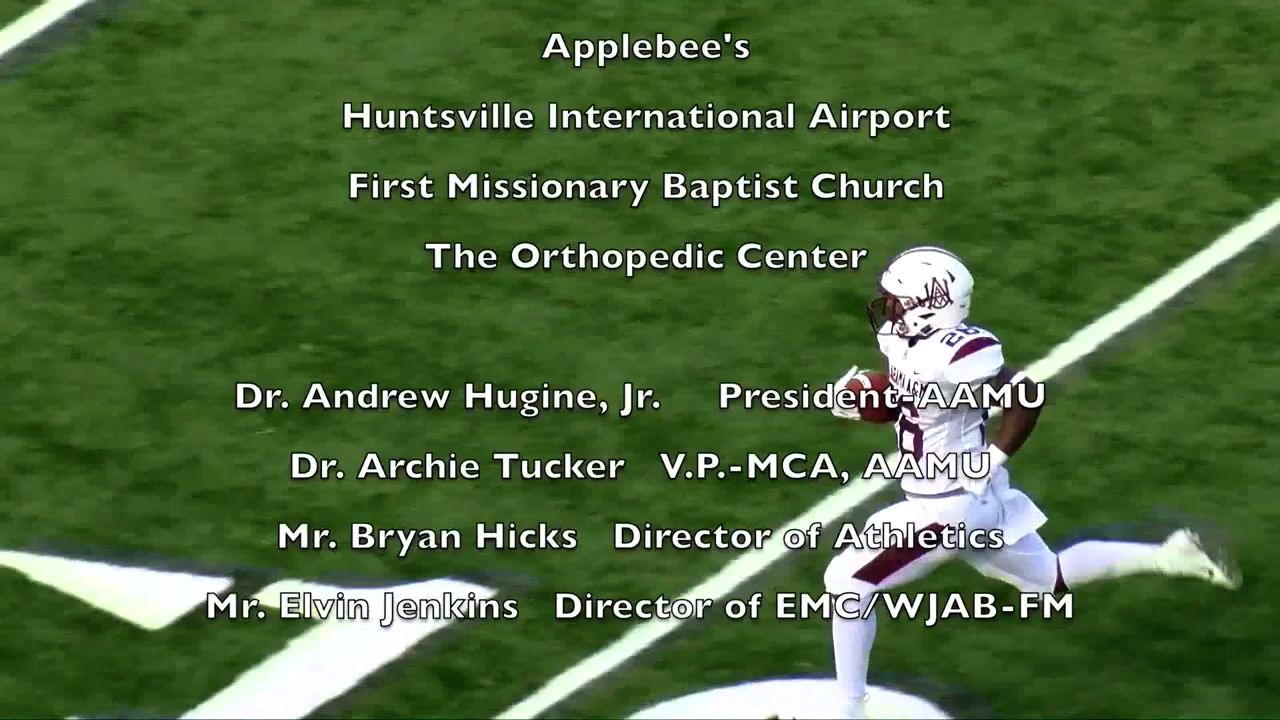 Applebee's
Huntsville International Airport
First Missionary Baptist Church
The Orthopedic Center
Dr. Andrew Hugine, Jr. President-AAMU
Dr. Archie Tucker V.P.-MCA, AAMU
Mr. Bryan Hicks Director of Athletics
Mr. Elvin Jenkins Director of EMC/WJAB-FM
26